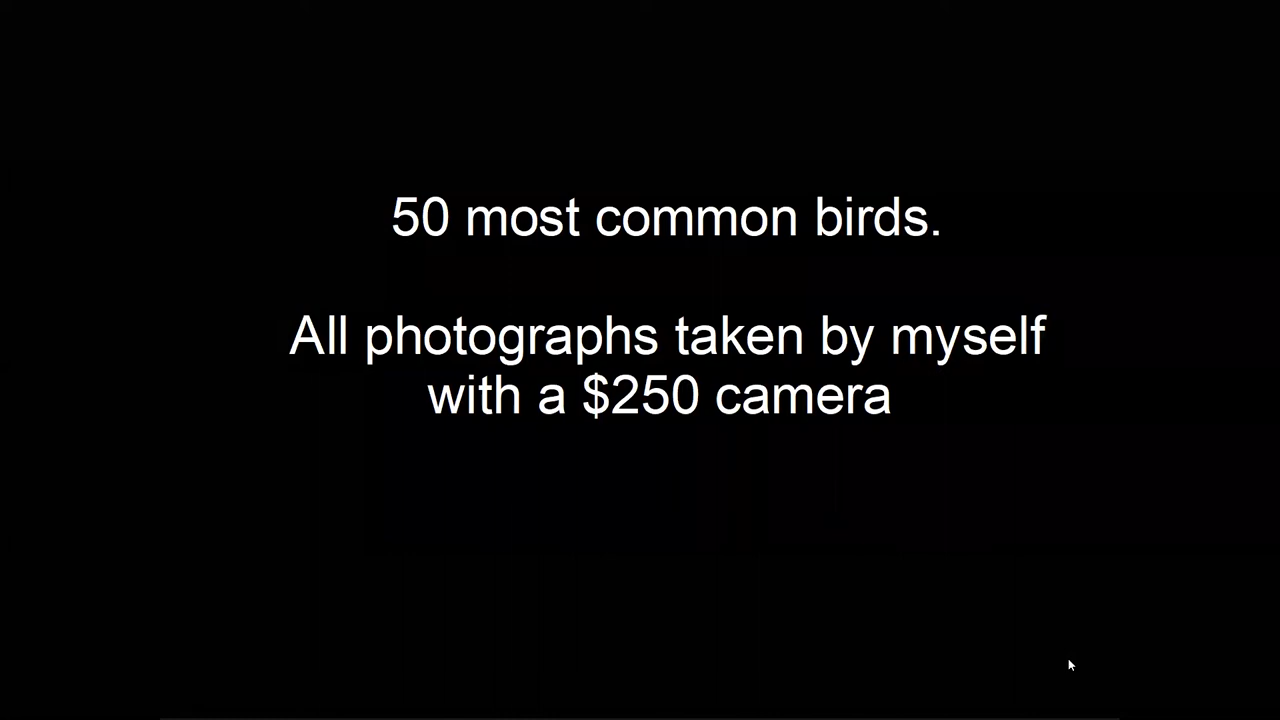 50 most common birds.
All photographs taken by myself
with a $250 camera